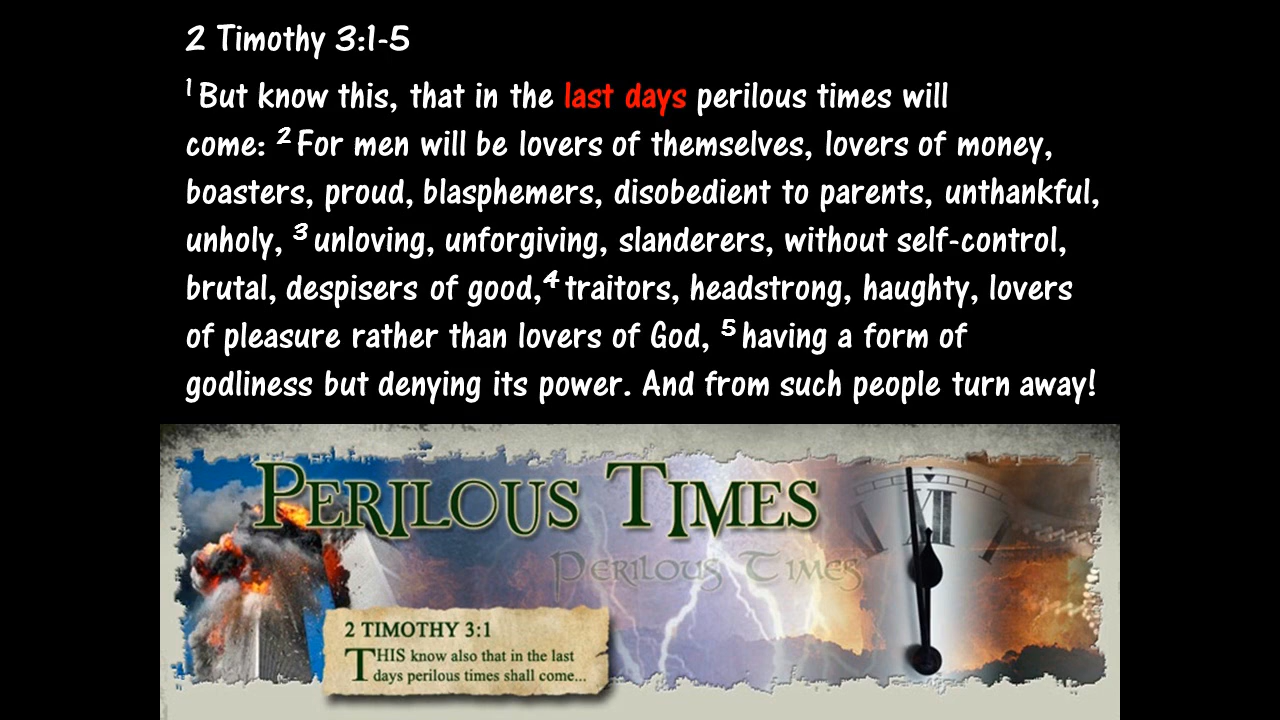 2 Timothy 3:1-5
1 But know this, that in the last days perilous times will
come: 2 For men will be lovers of themselves, lovers of money,
boasters, proud, blasphemers, disobedient to parents, unthankful,
unholy, 3 unloving, unforgiving, slanderers, without self-control,
brutal, despisers of good,4 traitors, headstrong, haughty, lovers
of pleasure rather than lovers of God, 5 having a form of
godliness but denying its power. And from such people turn away!
PERILOUS TIMES
PERILOUS TIMES
VII
2 TIMOTHY 3:1
THIS know also that in the last
days perilous times shall come...